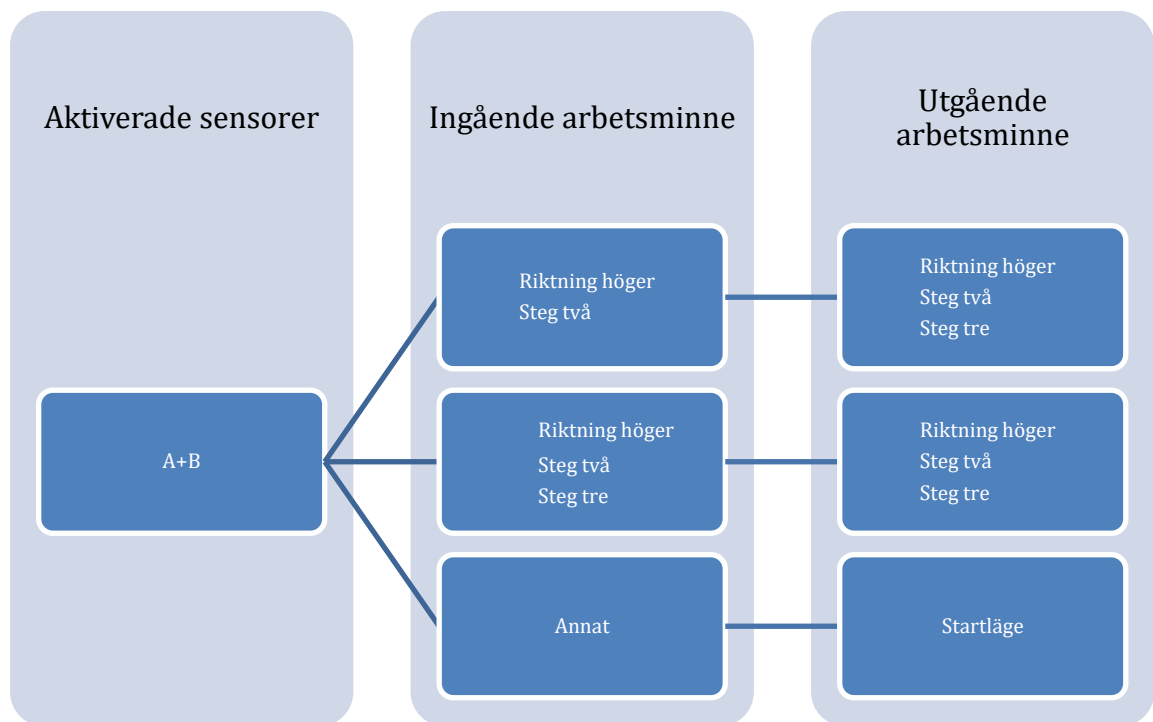 Aktiverade sensorer
Ingående arbetsminne
Utgående
arbetsminne
A+B
Riktning höger
Steg två
Riktning höger
Steg två
Steg tre
Riktning höger
Steg två
Steg tre
Riktning höger
Steg två
Steg tre
Annat
Startläge